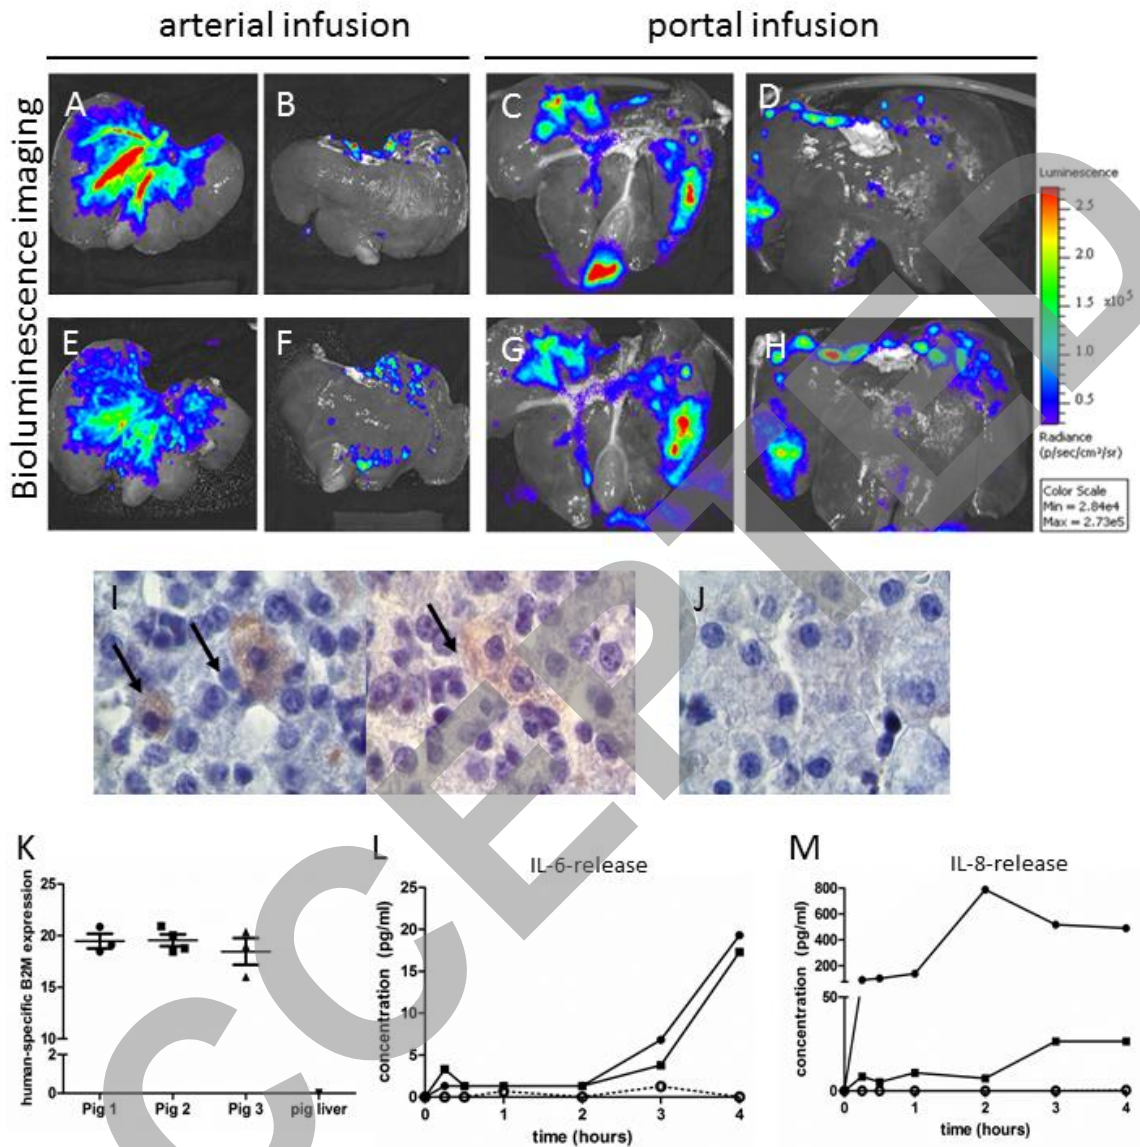 arterial infusion
portal infusion
Bioluminescence imaging
A
B
C
D
E
F
G
H
Luminescence
2.5
2.0
1.5
x10⁵
1.0
0.5
Radiance
(p/sec/cm²/sr)
Color Scale
Min = 2.84e4
Max = 2.73e5
I
J
K
human-specific B2M expression
25
20
15
10
2
0
Pig 1
Pig 2
Pig 3
pig liver
L
IL-6-release
concentration (pg/ml)
25
20
15
10
5
0
0
1
2
3
4
time (hours)
M
IL-8-release
concentration (pg/ml)
800
600
400
200
50
0
0
1
2
3
4
time (hours)
CCEPTED